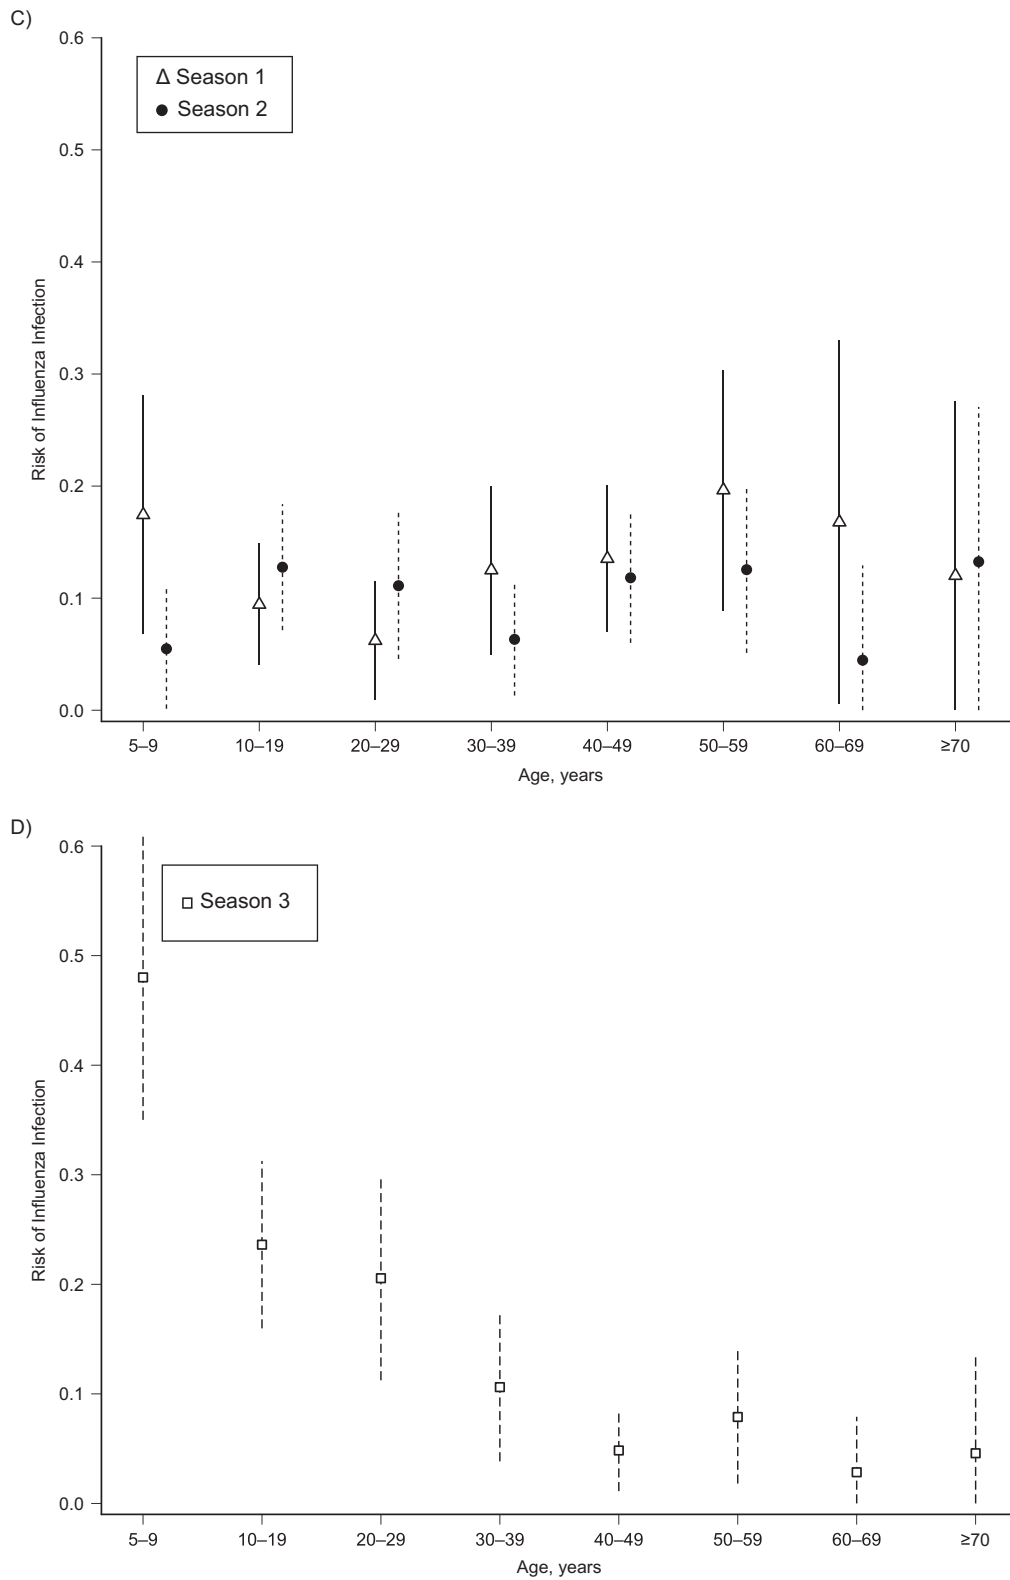 C)
0.6
Δ Season 1
● Season 2
0.5
0.4
0.3
0.2
0.1
0.0
Risk of Influenza Infection
5–9 10–19 20–29 30–39 40–49 50–59 60–69 ≥70
Age, years
D)
0.6
Season 3
0.5
0.4
0.3
0.2
0.1
0.0
Risk of Influenza Infection
5–9 10–19 20–29 30–39 40–49 50–59 60–69 ≥70
Age, years